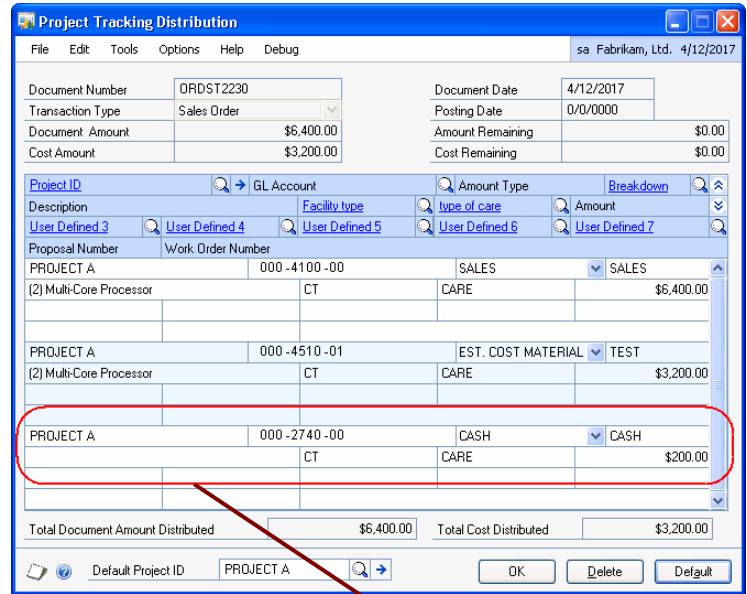 Project Tracking Distribution
File Edit Tools Options Help Debug sa Fabrikam, Ltd. 4/12/2017
Document Number ORDST2230 Document Date 4/12/2017
Transaction Type Sales Order Posting Date 0/0/0000
Document Amount $6,400.00 Amount Remaining $0.00
Cost Amount $3,200.00 Cost Remaining $0.00
Project ID GL Account Amount Type Breakdown
Description Facility type type of care Amount
User Defined 3 User Defined 4 User Defined 5 User Defined 6 User Defined 7
Proposal Number Work Order Number
PROJECT A 000 -4100 -00 SALES SALES
(2) Multi-Core Processor CT CARE $6,400.00
PROJECT A 000 -4510 -01 EST. COST MATERIAL TEST
(2) Multi-Core Processor CT CARE $3,200.00
PROJECT A 000 -2740 -00 CASH CASH
CT CARE $200.00
Total Document Amount Distributed $6,400.00 Total Cost Distributed $3,200.00
Default Project ID PROJECT A OK Delete Default